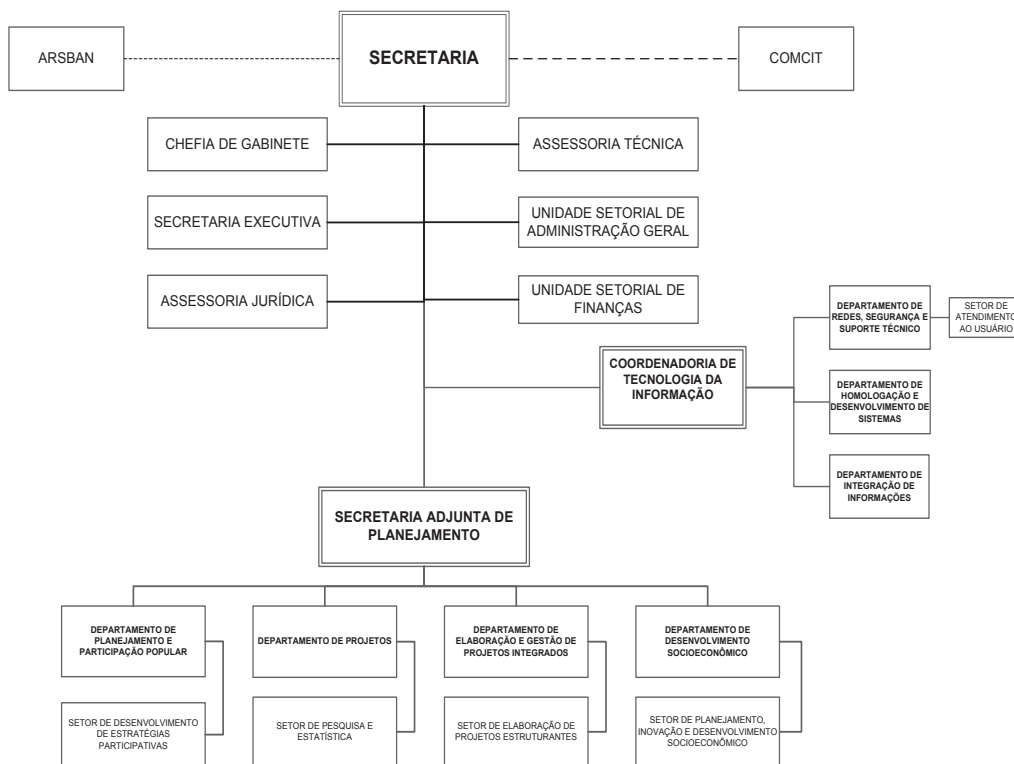 ARSBAN
SECRETARIA
COMCIT
CHEFIA DE GABINETE
ASSESSORIA TÉCNICA
SECRETARIA EXECUTIVA
UNIDADE SETORIAL DE
ADMINISTRAÇÃO GERAL
ASSESSORIA JURÍDICA
UNIDADE SETORIAL DE
FINANÇAS
DEPARTAMENTO DE
REDES, SEGURANÇA E
SUPORTE TÉCNICO
SETOR DE
ATENDIMENTO
AO USUÁRIO
COORDENADORIA DE
TECNOLOGIA DA
INFORMAÇÃO
DEPARTAMENTO DE
HOMOLOGAÇÃO E
DESENVOLVIMENTO DE
SISTEMAS
DEPARTAMENTO DE
INTEGRAÇÃO DE
INFORMAÇÕES
SECRETARIA ADJUNTA DE
PLANEJAMENTO
DEPARTAMENTO DE
PLANEJAMENTO E
PARTICIPAÇÃO POPULAR
DEPARTAMENTO DE PROJETOS
DEPARTAMENTO DE
ELABORAÇÃO E GESTÃO DE
PROJETOS INTEGRADOS
DEPARTAMENTO DE
DESENVOLVIMENTO
SOCIOECONÔMICO
SETOR DE DESENVOLVIMENTO
DE ESTRATÉGIAS
PARTICIPATIVAS
SETOR DE PESQUISA E
ESTATÍSTICA
SETOR DE ELABORAÇÃO DE
PROJETOS ESTRUTURANTES
SETOR DE PLANEJAMENTO,
INOVAÇÃO E DESENVOLVIMENTO
SOCIOECONÔMICO